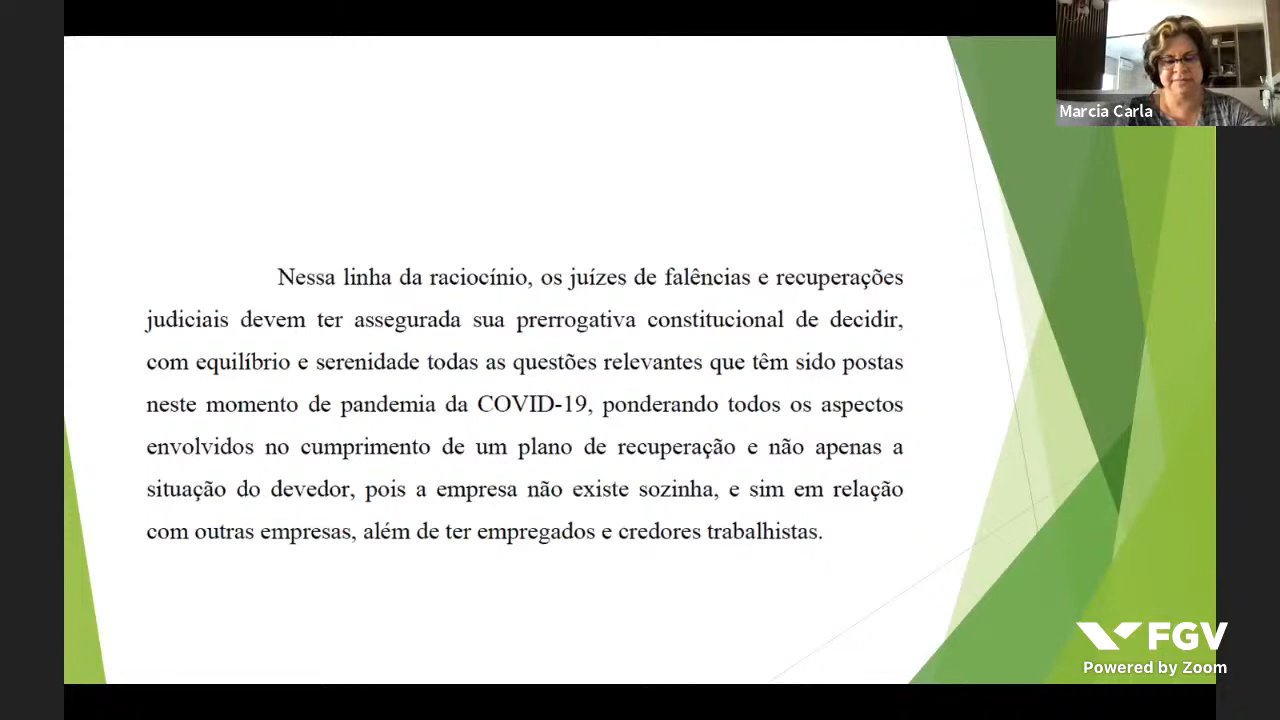 Marcia Carla
Nessa linha da raciocínio, os juízes de falências e recuperações
judiciais devem ter assegurada sua prerrogativa constitucional de decidir,
com equilíbrio e serenidade todas as questões relevantes que têm sido postas
neste momento de pandemia da COVID-19, ponderando todos os aspectos
envolvidos no cumprimento de um plano de recuperação e não apenas a
situação do devedor, pois a empresa não existe sozinha, e sim em relação
com outras empresas, além de ter empregados e credores trabalhistas.
FGV
Powered by Zoom